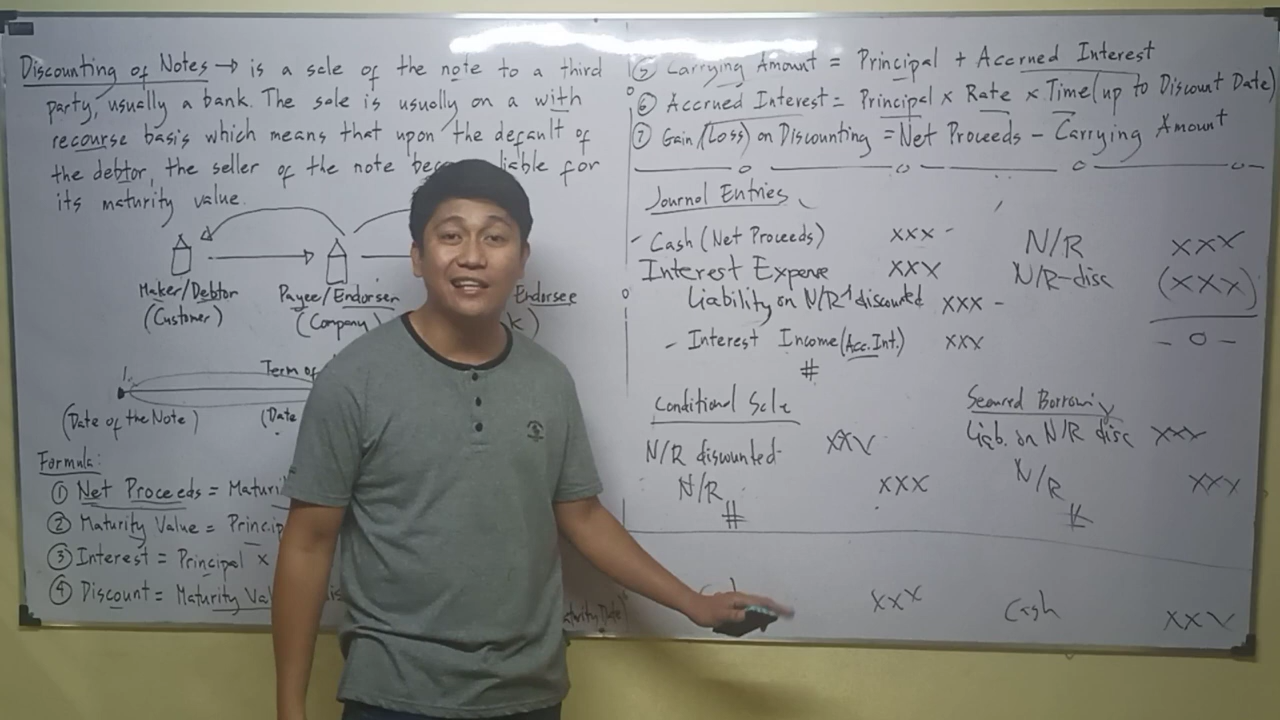 Discounting of Notes → is a sale of the note to a third
party, usually a bank. The sale is usually on a with
recourse basis which means that upon the default of
the debtor, the seller of the note liable for
its maturity value.
Maker/Debtor
(Customer)
Payee/Endorser
(Company)
Endorsee
Term of
(Date of the Note)
(Date
Formula:
① Net Proceeds =
② Maturity Value =
③ Interest = Principal x
④ Discount = Maturity
⑤ Carrying Amount = Principal + Accrued Interest
⑥ Accrued Interest = Principal x Rate x Time (up to Discount Date)
⑦ Gain/(Loss) on Discounting = Net Proceeds - Carrying Amount
Journal Entries
Cash (Net Proceeds) xxx
Interest Expense xxx
Liability on N/R discounted xxx
Interest Income (Acc. Int.) xxx
#
N/R xxx
N/R-disc (xxx)
- 0 -
Conditional Sale
N/R discounted xxx
N/R xxx
#
Secured Borrowing
Liab. on N/R disc xxx
N/R xxx
#
xxx
Cash xxx